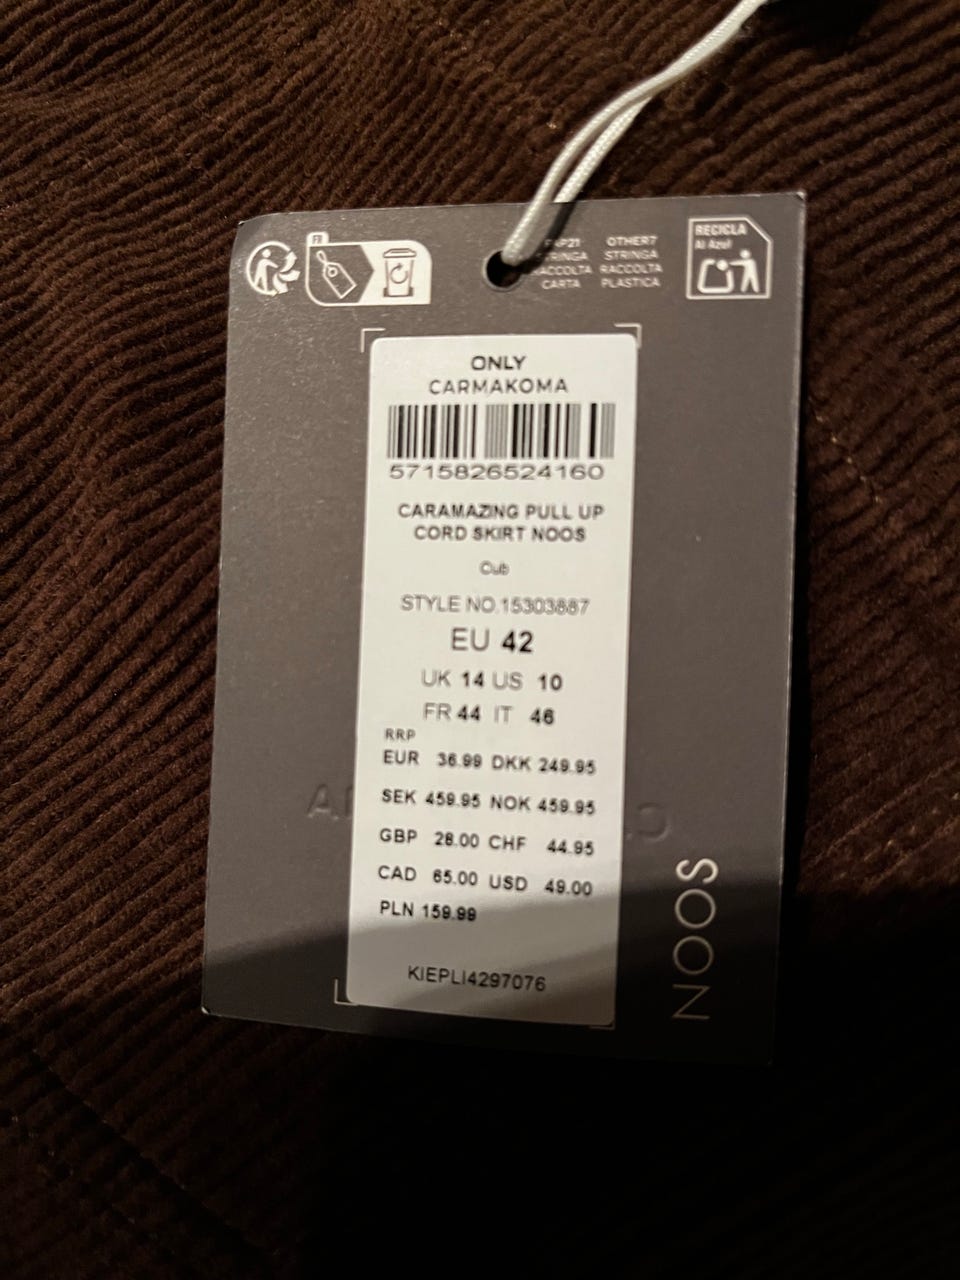 FR
PAP21 OTHER7
STRINGA STRINGA
RACCOLTA RACCOLTA
CARTA PLASTICA
RECICLA
Al Azul
ONLY
CARMAKOMA
5715826524160
CARAMAZING PULL UP
CORD SKIRT NOOS
Cub
STYLE NO.15303887
EU 42
UK 14 US 10
FR 44 IT 46
RRP
EUR 36.99 DKK 249.95
SEK 459.95 NOK 459.95
GBP 28.00 CHF 44.95
CAD 65.00 USD 49.00
PLN 159.99
KIEPLI4297076
NOOS